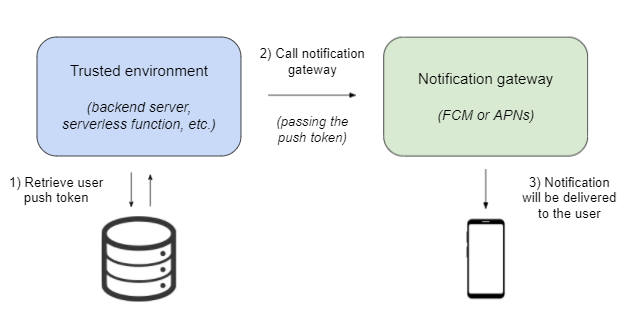 Trusted environment
(backend server,
serverless function, etc.)
2) Call notification
gateway
(passing the
push token)
Notification gateway
(FCM or APNs)
1) Retrieve user
push token
3) Notification
will be delivered
to the user